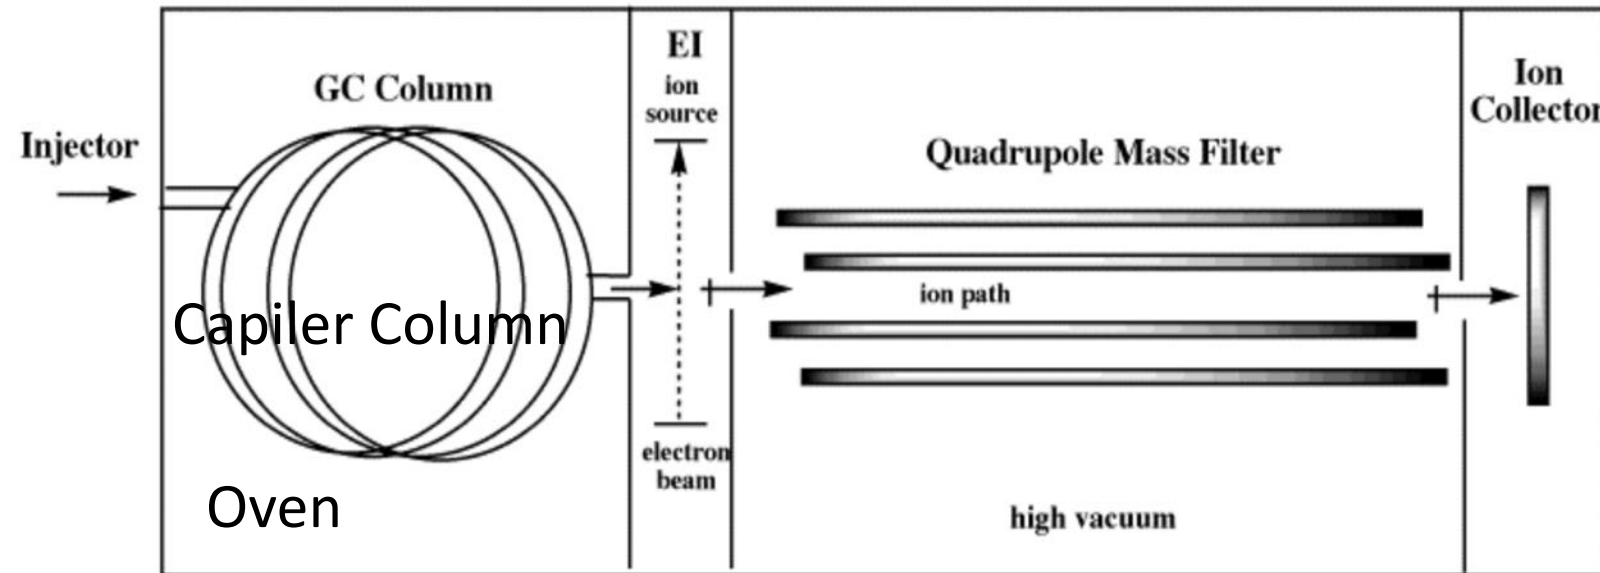 Injector
GC Column
Capiler Column
Oven
EI
ion
source
electron
beam
Quadrupole Mass Filter
ion path
high vacuum
Ion
Collector